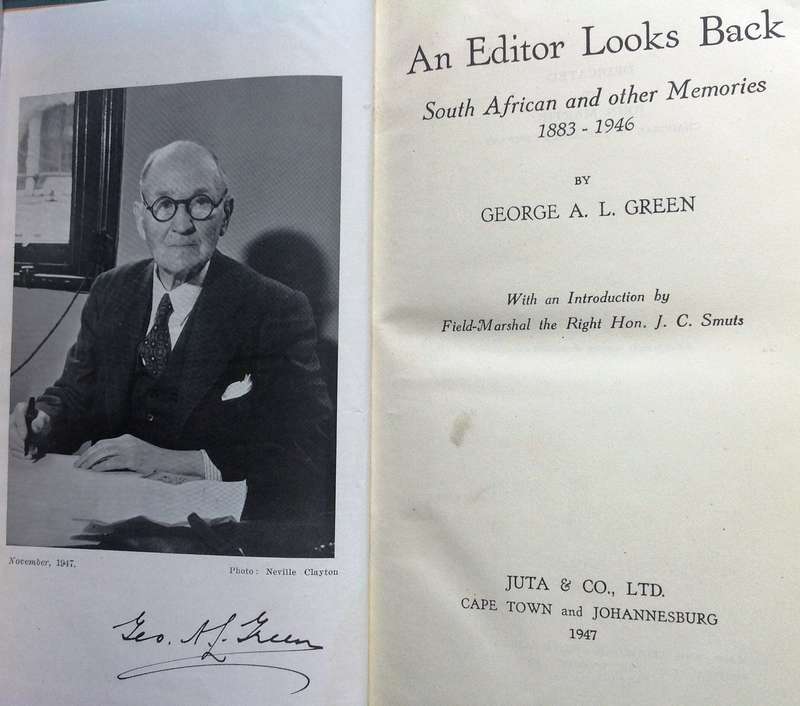 November, 1947.
Photo: Neville Clayton
Geo. A L Green
An Editor Looks Back
South African and other Memories
1883 - 1946
BY
GEORGE A. L. GREEN
With an Introduction by
Field-Marshal the Right Hon. J. C. Smuts
JUTA & CO., LTD.
CAPE TOWN and JOHANNESBURG
1947